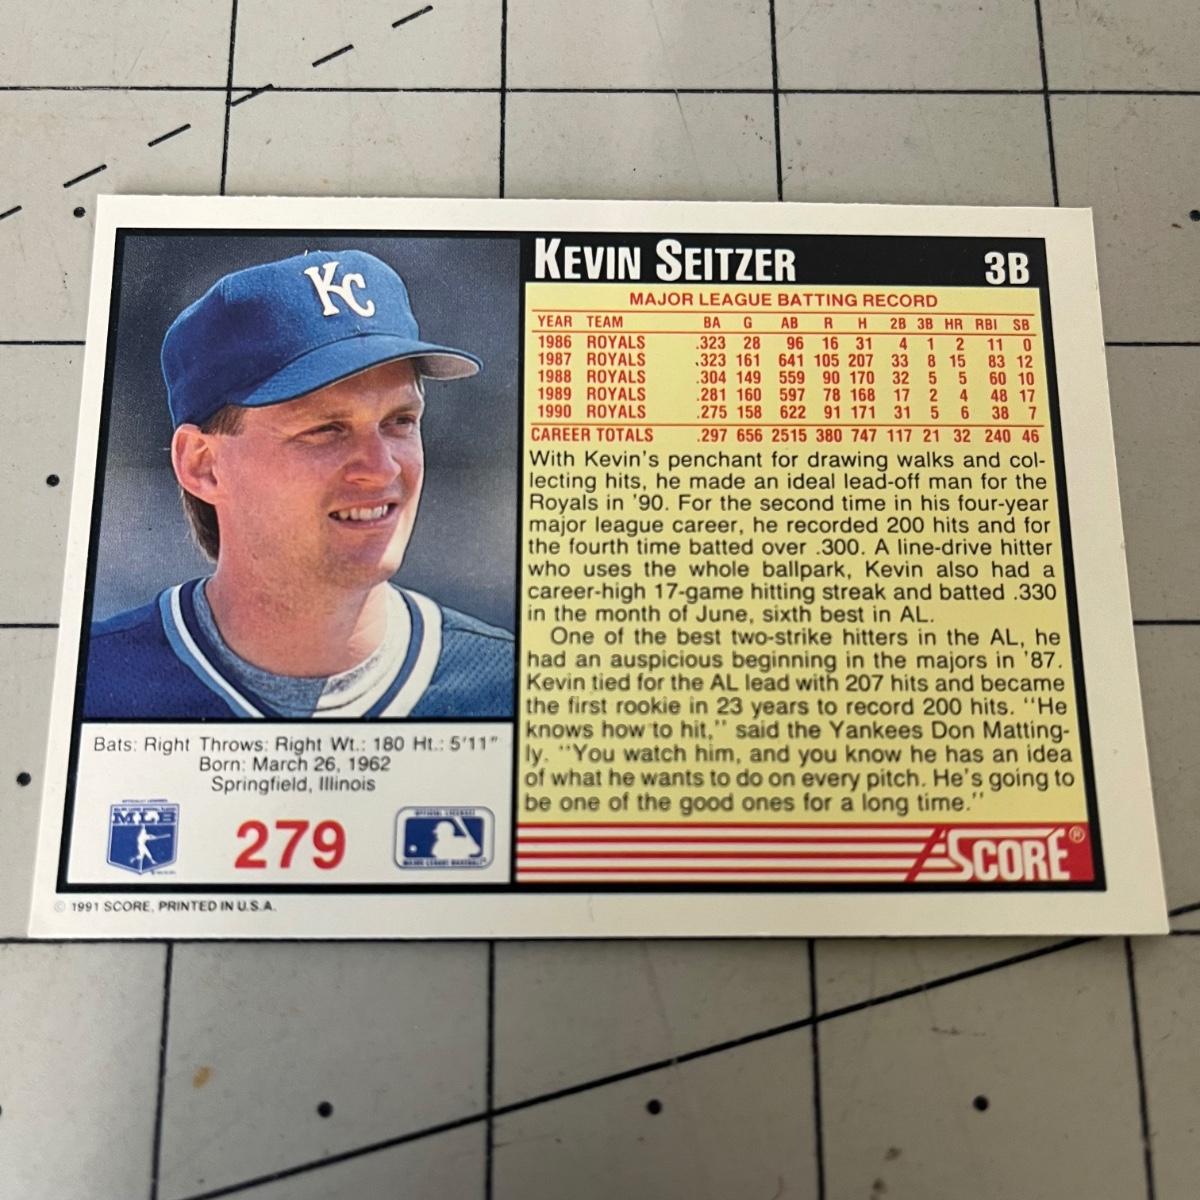 KC
KEVIN SEITZER 3B
MAJOR LEAGUE BATTING RECORD
YEAR TEAM BA G AB R H 2B 3B HR RBI SB
1986 ROYALS .323 28 96 16 31 4 1 2 11 0
1987 ROYALS .323 161 641 105 207 33 8 15 83 12
1988 ROYALS .304 149 559 90 170 32 5 5 60 10
1989 ROYALS .281 160 597 78 168 17 2 4 48 17
1990 ROYALS .275 158 622 91 171 31 5 6 38 7
CAREER TOTALS .297 656 2515 380 747 117 21 32 240 46
With Kevin's penchant for drawing walks and col-
lecting hits, he made an ideal lead-off man for the
Royals in '90. For the second time in his four-year
major league career, he recorded 200 hits and for
the fourth time batted over .300. A line-drive hitter
who uses the whole ballpark, Kevin also had a
career-high 17-game hitting streak and batted .330
in the month of June, sixth best in AL.
One of the best two-strike hitters in the AL, he
had an auspicious beginning in the majors in '87.
Kevin tied for the AL lead with 207 hits and became
the first rookie in 23 years to record 200 hits. "He
knows how to hit," said the Yankees Don Matting-
ly. "You watch him, and you know he has an idea
of what he wants to do on every pitch. He's going to
be one of the good ones for a long time."
Bats: Right Throws: Right Wt.: 180 Ht.: 5'11"
Born: March 26, 1962
Springfield, Illinois
OFFICIALLY LICENSED
MLB
279
OFFICIAL LICENSEE
MAJOR LEAGUE BASEBALL
SCORE®
© 1991 SCORE, PRINTED IN U.S.A.